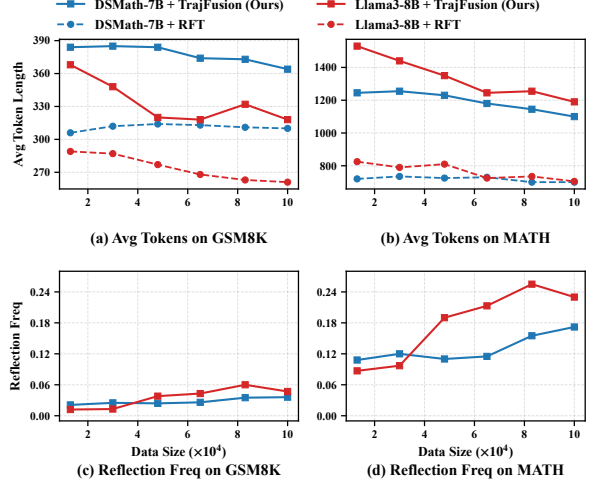 DSMath-7B + TrajFusion (Ours)
Llama3-8B + TrajFusion (Ours)
DSMath-7B + RFT
Llama3-8B + RFT
Avg Token Length
390
360
330
300
270
2 4 6 8 10
(a) Avg Tokens on GSM8K
1400
1200
1000
800
2 4 6 8 10
(b) Avg Tokens on MATH
Reflection Freq
0.24
0.18
0.12
0.06
0.00
2 4 6 8 10
Data Size (×10⁴)
(c) Reflection Freq on GSM8K
0.24
0.18
0.12
0.06
0.00
2 4 6 8 10
Data Size (×10⁴)
(d) Reflection Freq on MATH